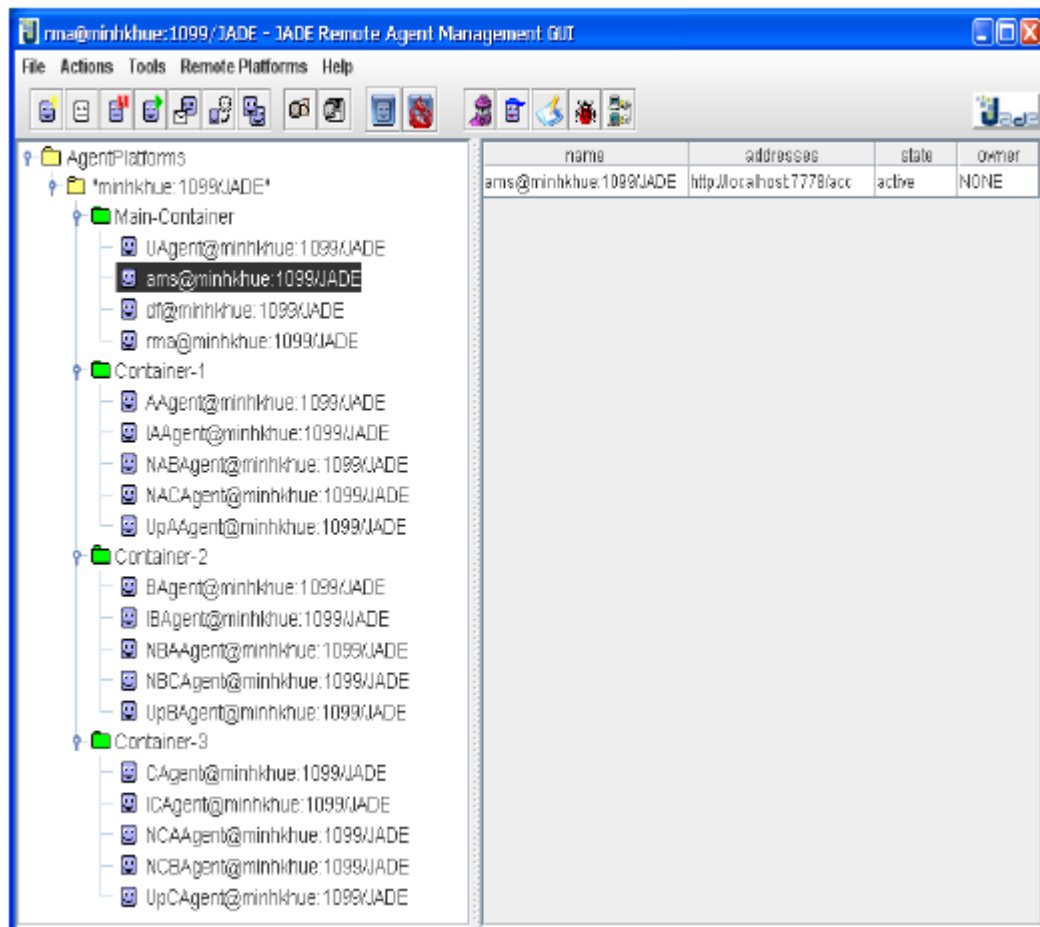 rma@minhkhue:1099/JADE - JADE Remote Agent Management GUI
File Actions Tools Remote Platforms Help
Jade
AgentPlatforms
"minhkhue:1099/JADE"
Main-Container
UAgent@minhkhue:1099/JADE
ams@minhkhue:1099/JADE
df@minhkhue:1099/JADE
rma@minhkhue:1099/JADE
Container-1
AAgent@minhkhue:1099/JADE
IAAgent@minhkhue:1099/JADE
NABAgent@minhkhue:1099/JADE
NACAgent@minhkhue:1099/JADE
UpAAgent@minhkhue:1099/JADE
Container-2
BAgent@minhkhue:1099/JADE
IBAgent@minhkhue:1099/JADE
NBAAgent@minhkhue:1099/JADE
NBCAgent@minhkhue:1099/JADE
UpBAgent@minhkhue:1099/JADE
Container-3
CAgent@minhkhue:1099/JADE
ICAgent@minhkhue:1099/JADE
NCAAgent@minhkhue:1099/JADE
NCBAgent@minhkhue:1099/JADE
UpCAgent@minhkhue:1099/JADE
name addresses state owner
ams@minhkhue:1099/JADE http://localhost:7778/acc active NONE